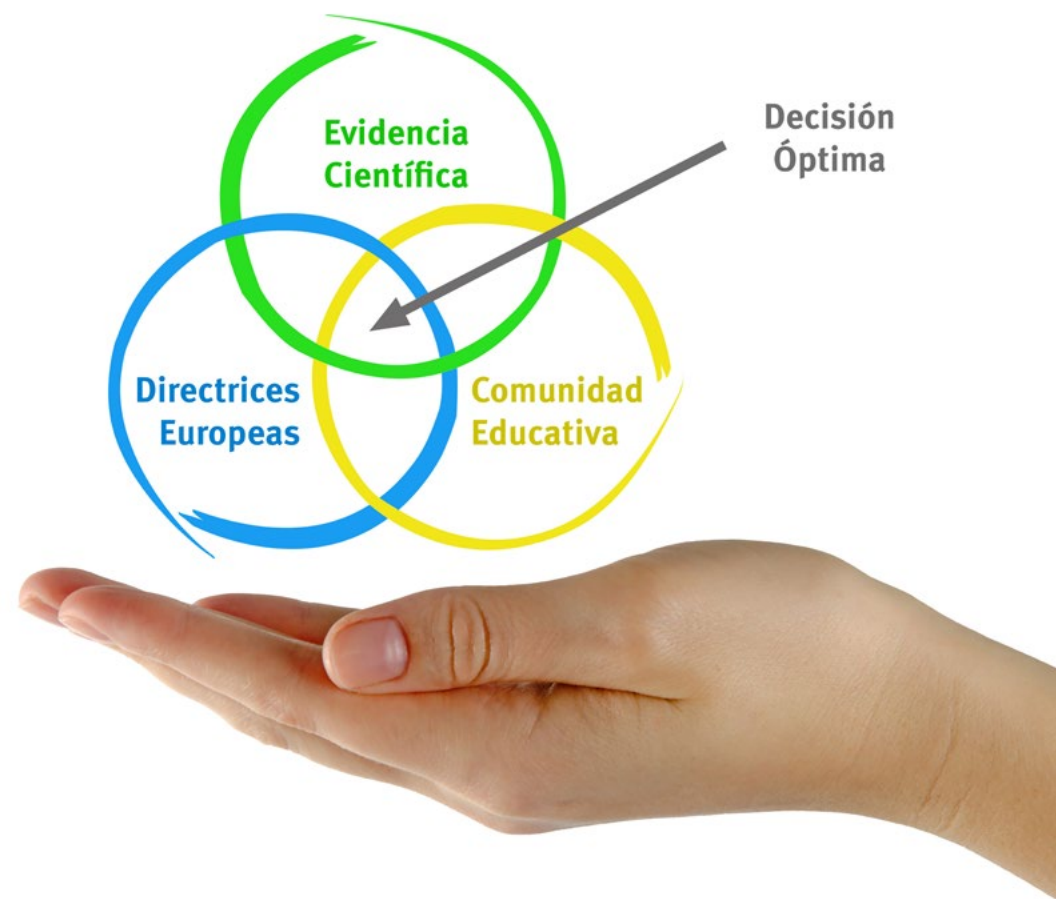 Evidencia
Científica
Decisión
Óptima
Directrices
Europeas
Comunidad
Educativa